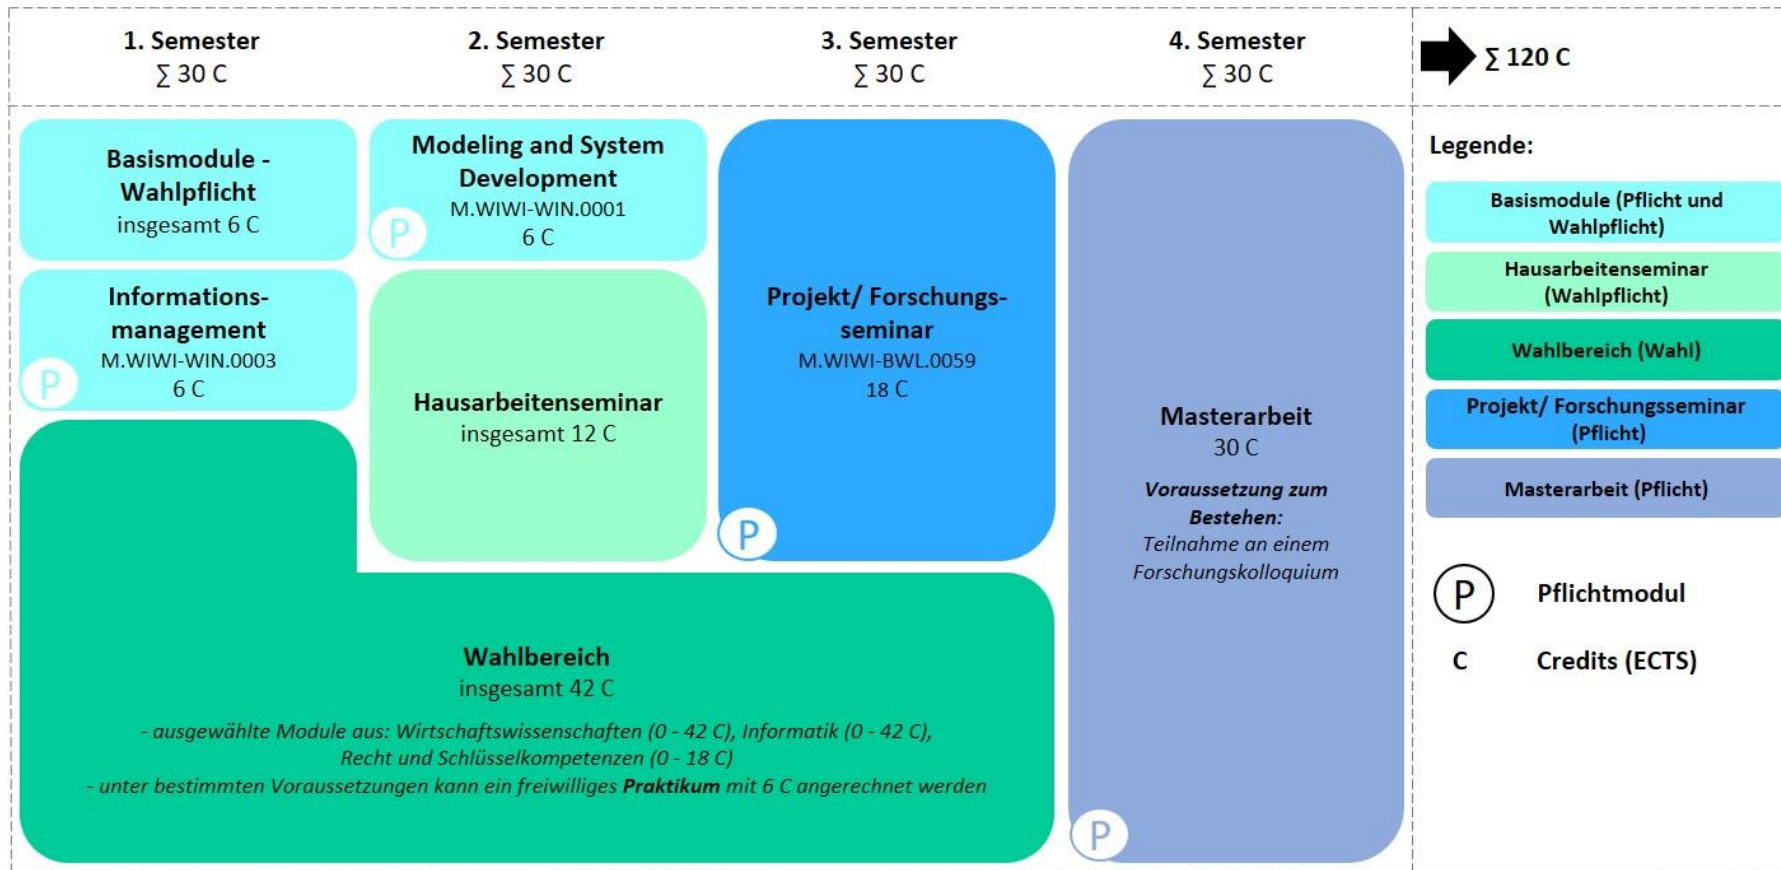 1. Semester
∑ 30 C
2. Semester
∑ 30 C
3. Semester
∑ 30 C
4. Semester
∑ 30 C
∑ 120 C
Basismodule -
Wahlpflicht
insgesamt 6 C
Informations-
management
M.WIWI-WIN.0003
6 C
P
Modeling and System
Development
M.WIWI-WIN.0001
6 C
P
Hausarbeitenseminar
insgesamt 12 C
Projekt/ Forschungs-
seminar
M.WIWI-BWL.0059
18 C
P
Masterarbeit
30 C
Voraussetzung zum
Bestehen:
Teilnahme an einem
Forschungskolloquium
P
Wahlbereich
insgesamt 42 C
- ausgewählte Module aus: Wirtschaftswissenschaften (0 - 42 C), Informatik (0 - 42 C),
Recht und Schlüsselkompetenzen (0 - 18 C)
- unter bestimmten Voraussetzungen kann ein freiwilliges Praktikum mit 6 C angerechnet werden
Legende:
Basismodule (Pflicht und
Wahlpflicht)
Hausarbeitenseminar
(Wahlpflicht)
Wahlbereich (Wahl)
Projekt/ Forschungsseminar
(Pflicht)
Masterarbeit (Pflicht)
P Pflichtmodul
C Credits (ECTS)